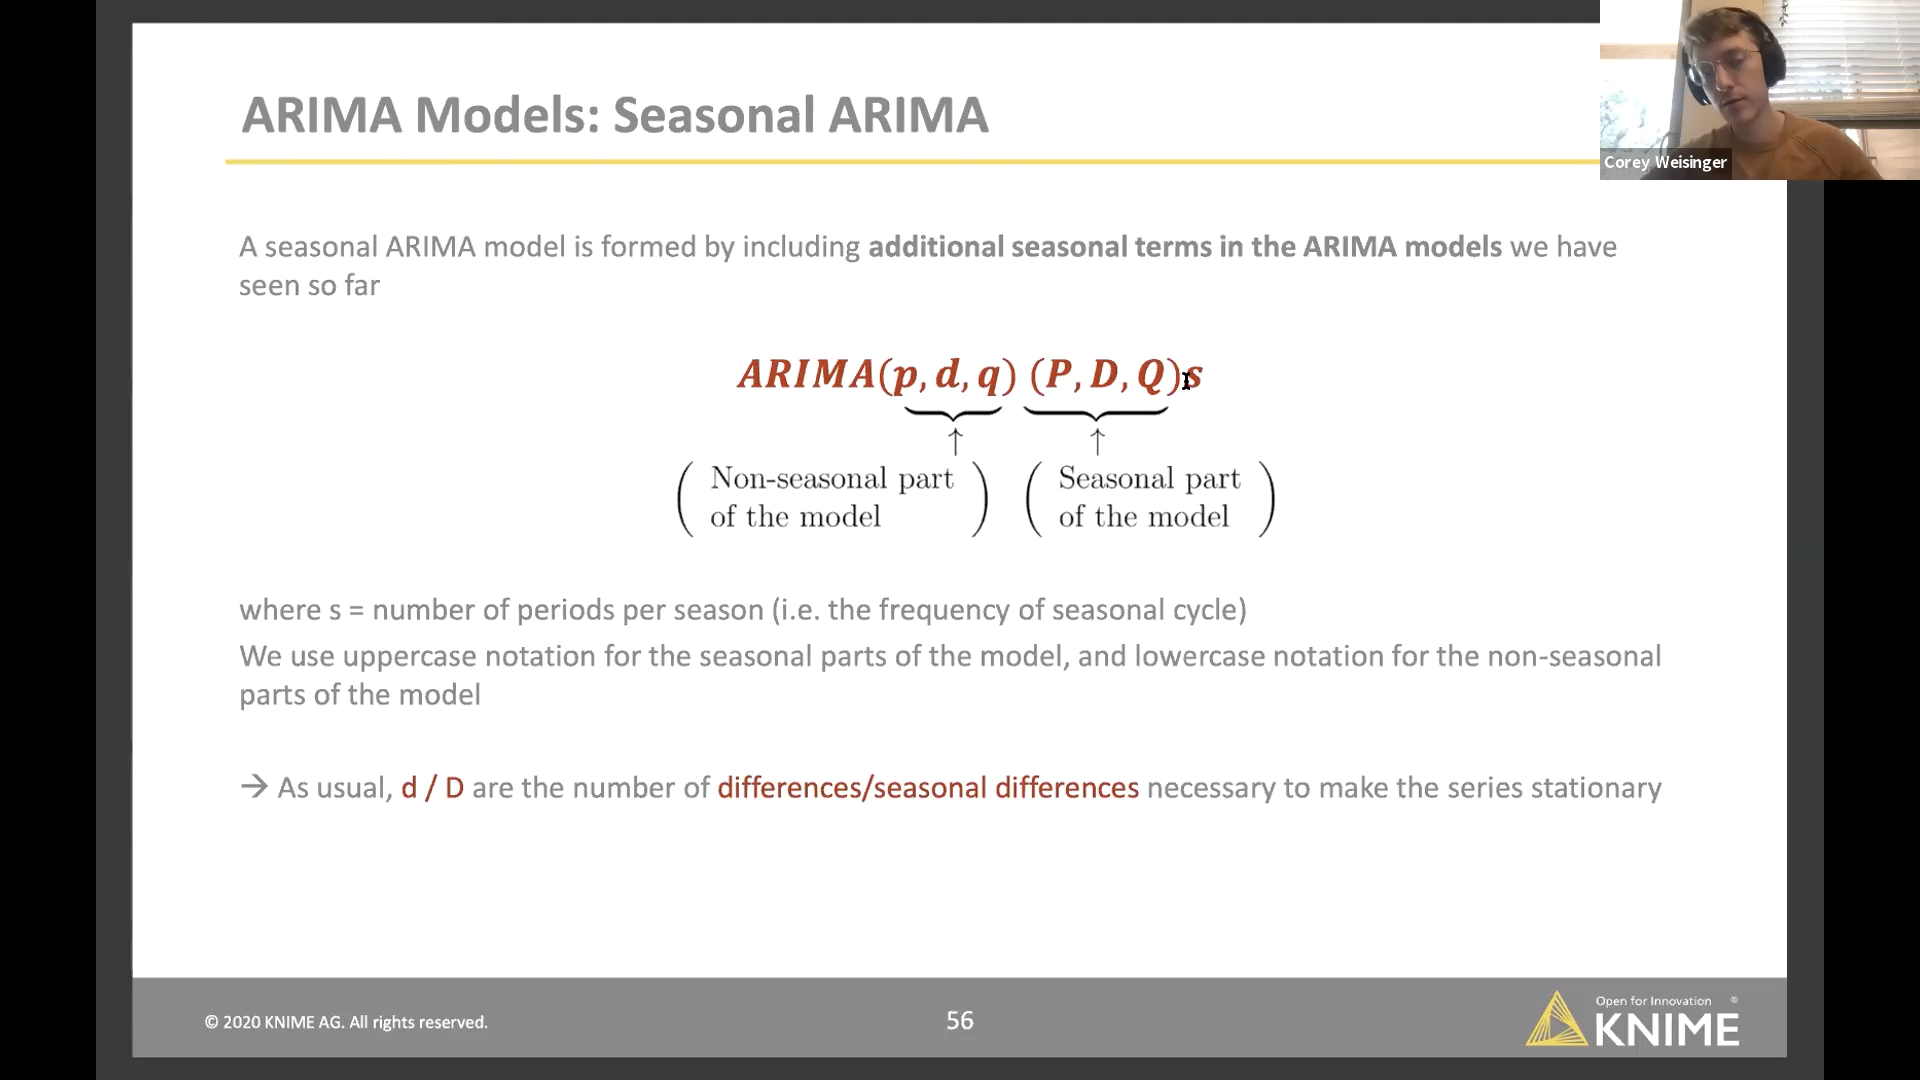 ARIMA Models: Seasonal ARIMA
Corey Weisinger
A seasonal ARIMA model is formed by including additional seasonal terms in the ARIMA models we have
seen so far
ARIMA(p, d, q) (P, D, Q)s
↑ ↑
( Non-seasonal part of the model )
( Seasonal part of the model )
where s = number of periods per season (i.e. the frequency of seasonal cycle)
We use uppercase notation for the seasonal parts of the model, and lowercase notation for the non-seasonal
parts of the model
→ As usual, d / D are the number of differences/seasonal differences necessary to make the series stationary
© 2020 KNIME AG. All rights reserved.
56
Open for Innovation ®
KNIME